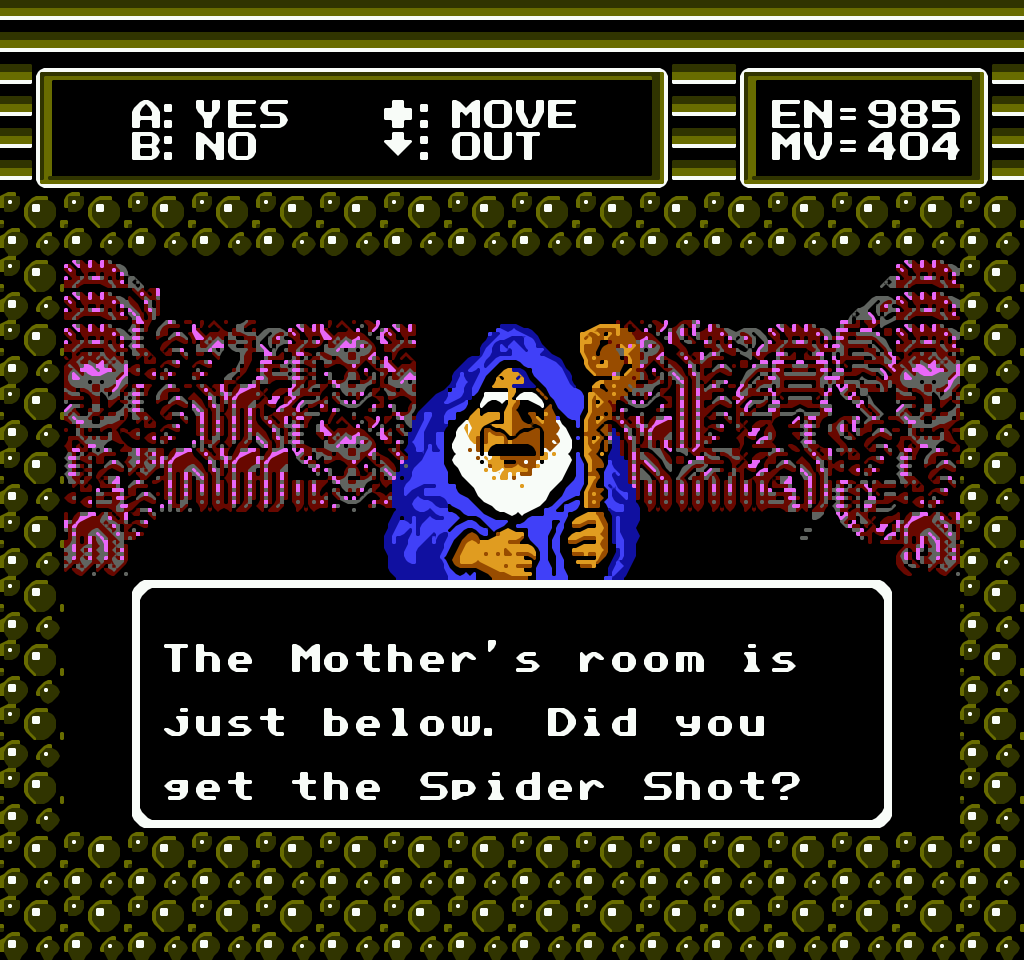 A: YES
B: NO
✚: MOVE
⬇: OUT
EN=985
MV=404
The Mother's room is
just below. Did you
get the Spider Shot?